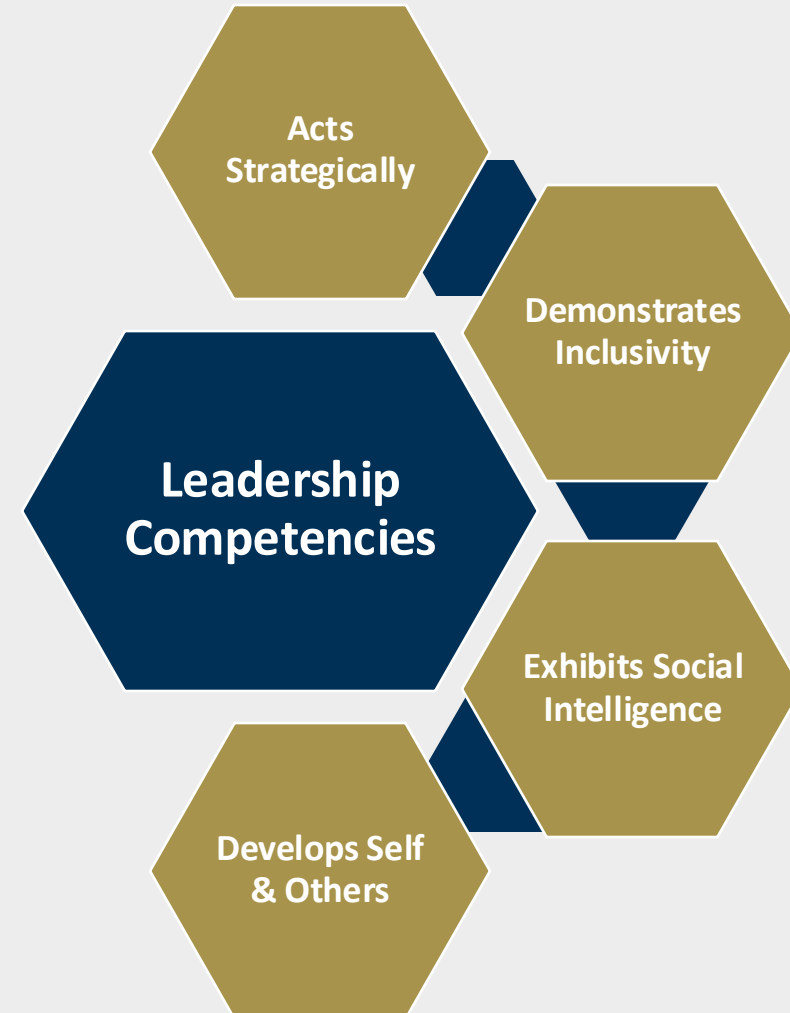 Acts
Strategically
Demonstrates
Inclusivity
Leadership
Competencies
Exhibits Social
Intelligence
Develops Self
& Others